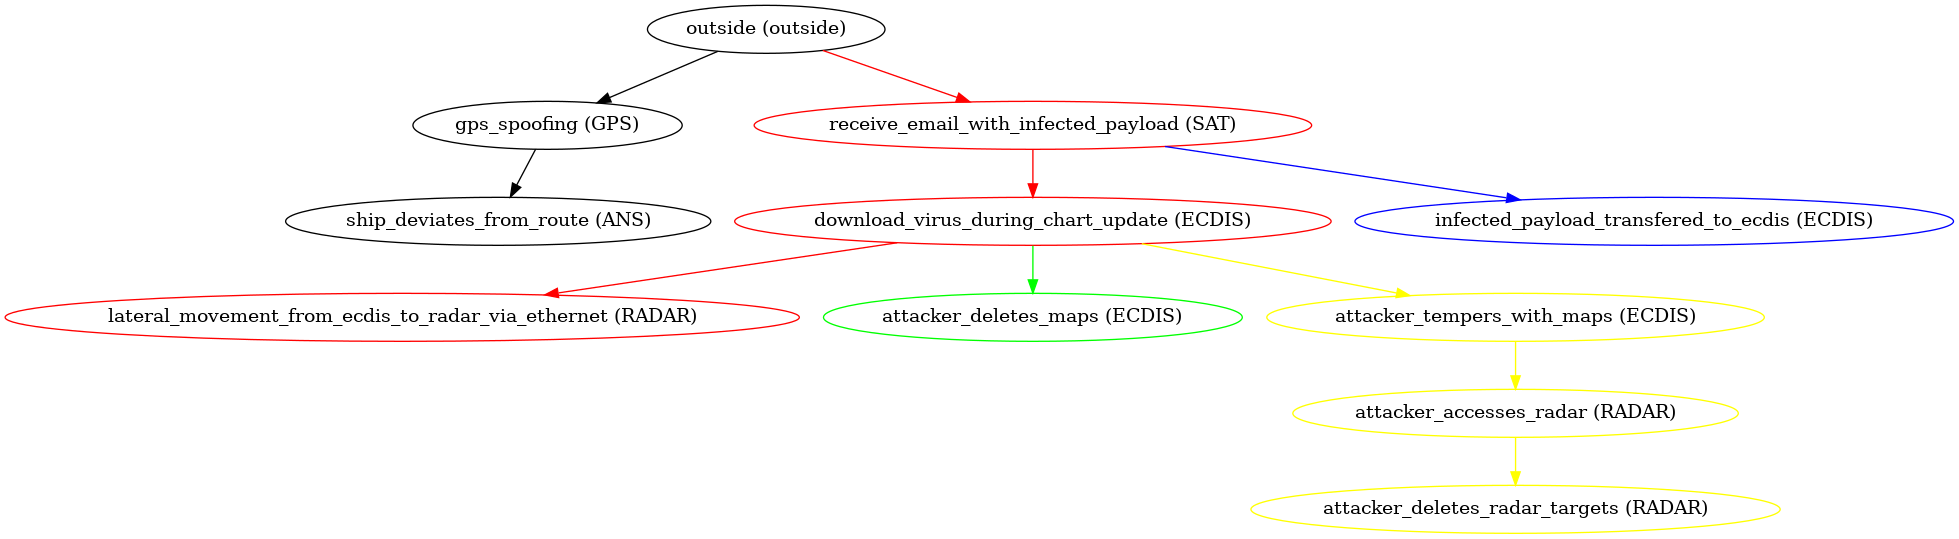 outside (outside)
gps_spoofing (GPS)
receive_email_with_infected_payload (SAT)
ship_deviates_from_route (ANS)
download_virus_during_chart_update (ECDIS)
infected_payload_transfered_to_ecdis (ECDIS)
lateral_movement_from_ecdis_to_radar_via_ethernet (RADAR)
attacker_deletes_maps (ECDIS)
attacker_tempers_with_maps (ECDIS)
attacker_accesses_radar (RADAR)
attacker_deletes_radar_targets (RADAR)